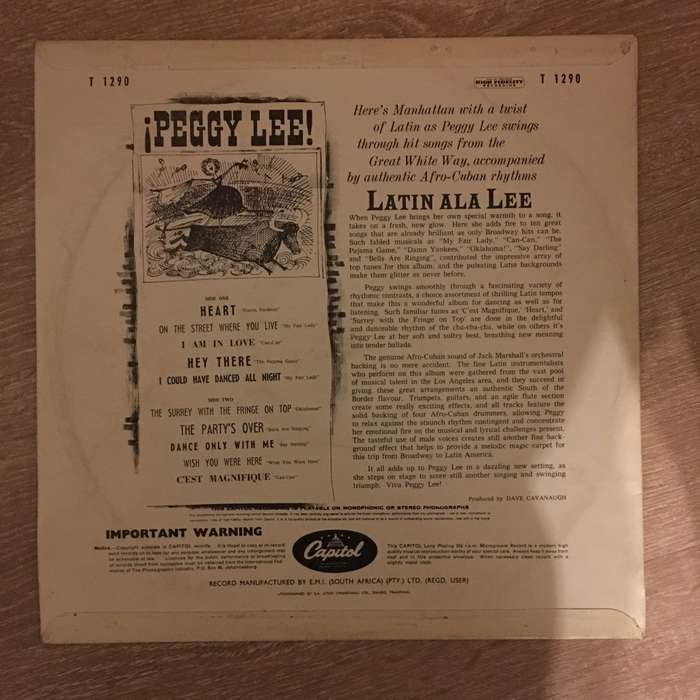 T 1290
HIGH FIDELITY
T 1290
¡PEGGY LEE!
SIDE ONE
HEART "Damn Yankees"
ON THE STREET WHERE YOU LIVE "My Fair Lady"
I AM IN LOVE "Can-Can"
HEY THERE "The Pajama Game"
I COULD HAVE DANCED ALL NIGHT "My Fair Lady"
SIDE TWO
THE SURREY WITH THE FRINGE ON TOP "Oklahoma!"
THE PARTY'S OVER "Bells Are Ringing"
DANCE ONLY WITH ME "Say Darling"
WISH YOU WERE HERE "Wish You Were Here"
C'EST MAGNIFIQUE "Can-Can"
Here's Manhattan with a twist
of Latin as Peggy Lee swings
through hit songs from the
Great White Way, accompanied
by authentic Afro-Cuban rhythms
LATIN ALA LEE
When Peggy Lee brings her own special warmth to a song, it
takes on a fresh, new glow. Here she adds fire to ten great
songs that are already brilliant as only Broadway hits can be.
Such fabled musicals as "My Fair Lady," "Can-Can," "The
Pajama Game," "Damn Yankees," "Oklahoma!", "Say Darling"
and "Bells Are Ringing", contributed the impressive array of
top tunes for this album, and the pulsating Latin backgrounds
make them glitter as never before.
Peggy swings smoothly through a fascinating variety of
rhythmic contrasts, a choice assortment of thrilling Latin tempos
that make this a wonderful album for dancing as well as for
listening. Such familiar tunes as 'C'est Magnifique,' 'Heart,' and
'Surrey with the Fringe on Top' are done in the delightful
and danceable rhythm of the cha-cha-cha, while on others it's
Peggy Lee at her soft and sultry best, breathing new meaning
into tender ballads.
The genuine Afro-Cuban sound of Jack Marshall's orchestral
backing is no mere accident. The fine Latin instrumentalists
who perform on this album were gathered from the vast pool
of musical talent in the Los Angeles area, and they succeed in
giving these great arrangements an authentic South of the
Border flavour. Trumpets, guitars, and an agile flute section
create some really exciting effects, and all tracks feature the
solid backing of four Afro-Cuban drummers, allowing Peggy
to relax against the staunch rhythm contingent and concentrate
her emotional fire on the musical and lyrical challenges present.
The tasteful use of male voices creates still another fine back-
ground effect that helps to provide a melodic magic carpet for
this trip from Broadway to Latin America.
It all adds up to Peggy Lee in a dazzling new setting, as
she steps on stage to score still another singing and swinging
triumph. Viva Peggy Lee!
Produced by DAVE CAVANAUGH
THIS CAPITOL RECORDING IS PLAYABLE ON MONOPHONIC OR STEREO PHONOGRAPHS
IMPORTANT WARNING
Notice.—Copyright subsists in CAPITOL records. It is illegal to copy or re-record
Capitol
RECORD MANUFACTURED BY E.M.I. (SOUTH AFRICA) (PTY.) LTD. (REGD. USER)